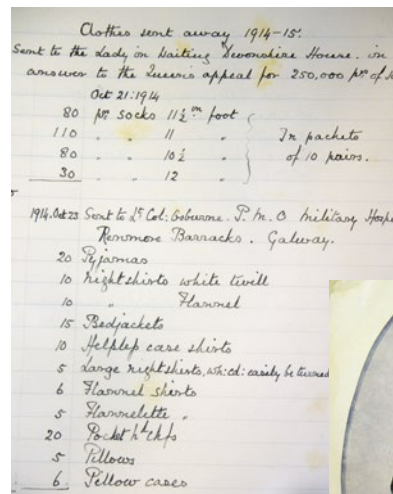 Clothes sent away 1914-15.
Sent to the Lady in Waiting Devonshire House. in
answer to the Queen's appeal for 250,000 prs of
Oct 21: 1914
80 prs socks 11½ in foot
110 " " 11 "
80 " " 10½ "
30 " " 12 "
In packets
of 10 pairs.
1914. Oct 23 Sent to Lt Col: Osburne. P.M.O Military Hosp
Renmore Barracks. Galway.
20 Pyjamas
10 nightshirts white twill
10 " Flannel
15 Bedjackets
10 Helpless case shirts
5 Large nightshirts, wh: cd: easily be turned
6 Flannel shirts
5 Flannelette "
20 Pocket hdkchfs
5 Pillows
6 Pillow cases